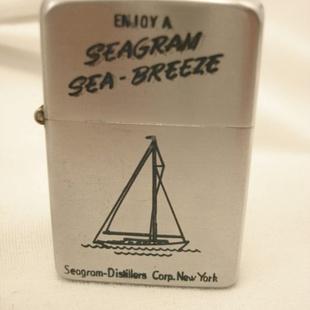 ENJOY A
SEAGRAM
SEA-BREEZE
Seagram-Distillers Corp. New York